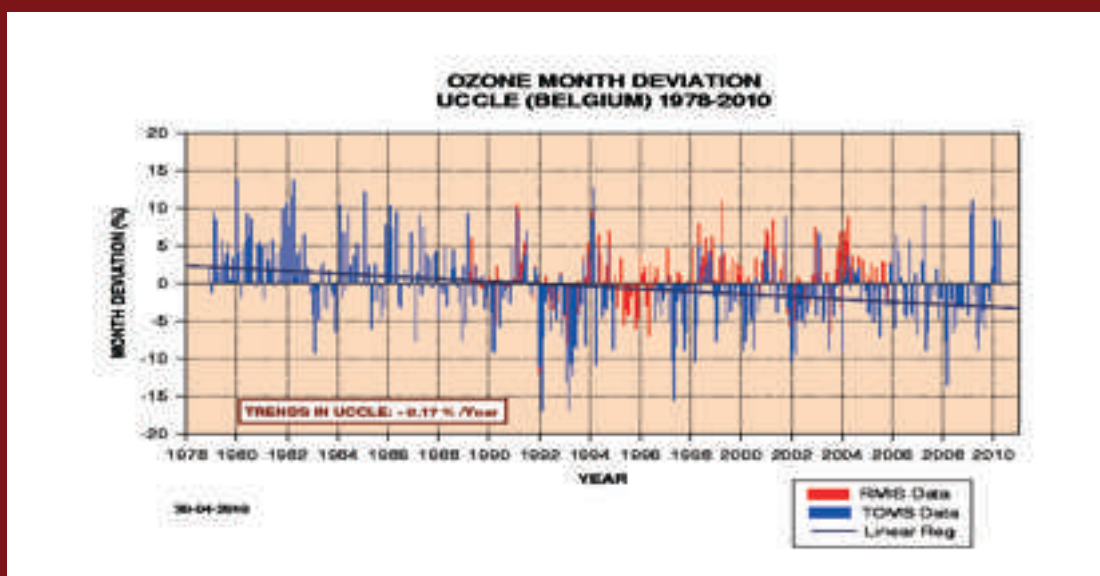 OZONE MONTH DEVIATION
UCCLE (BELGIUM) 1978-2010
MONTH DEVIATION (%)
20
15
10
5
0
-5
-10
-15
-20
TRENDS IN UCCLE: -0.17 % /Year
1978 1980 1982 1984 1986 1988 1990 1992 1994 1996 1998 2000 2002 2004 2006 2008 2010
YEAR
RMIS Data
TOMS Data
Linear Reg